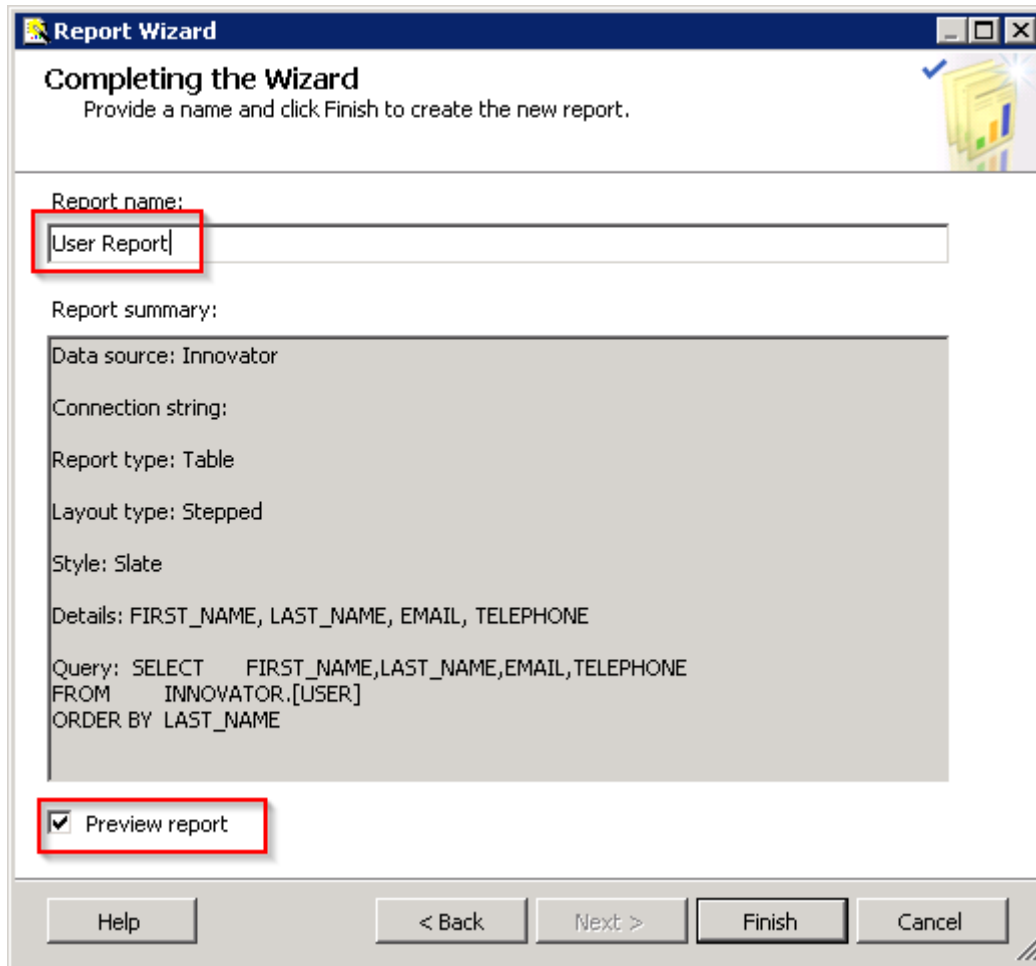 Report Wizard
Completing the Wizard
Provide a name and click Finish to create the new report.
Report name:
User Report
Report summary:
Data source: Innovator
Connection string:
Report type: Table
Layout type: Stepped
Style: Slate
Details: FIRST_NAME, LAST_NAME, EMAIL, TELEPHONE
Query:  SELECT      FIRST_NAME,LAST_NAME,EMAIL,TELEPHONE
FROM        INNOVATOR.[USER]
ORDER BY  LAST_NAME
Preview report
Help < Back Next > Finish Cancel